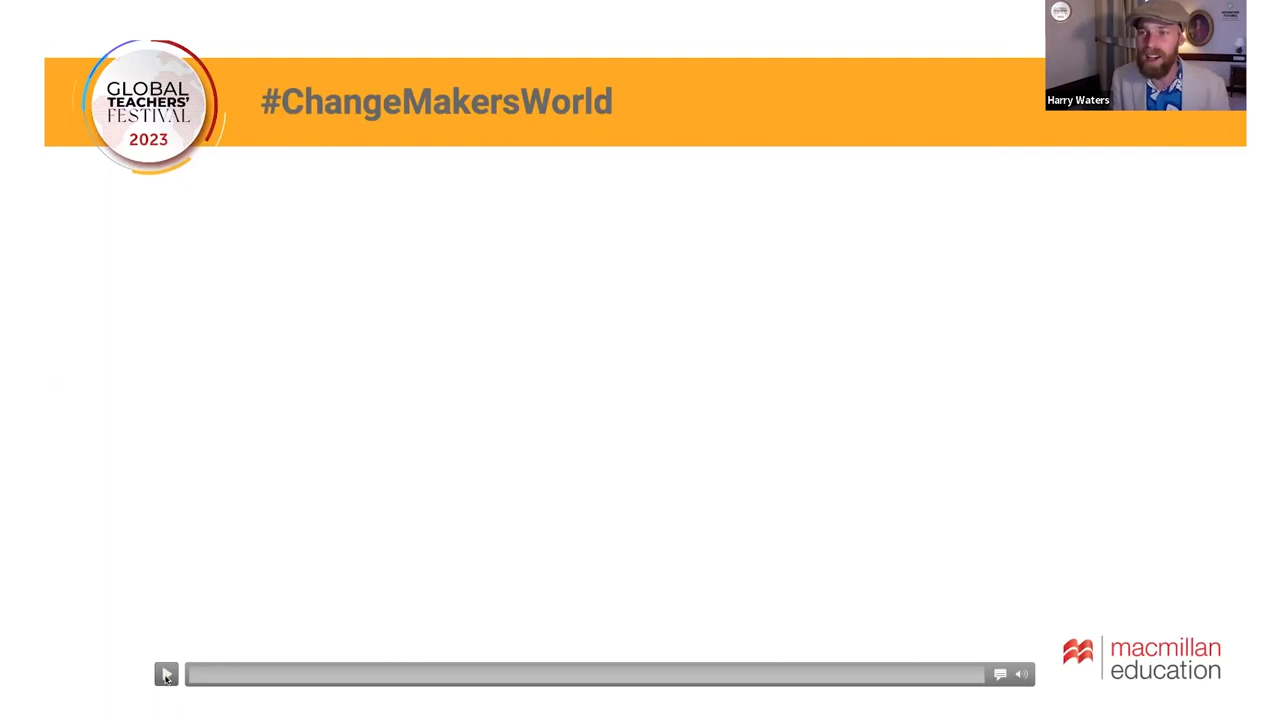 GLOBAL
TEACHERS'
FESTIVAL
2023
#ChangeMakersWorld
Harry Waters
macmillan
education